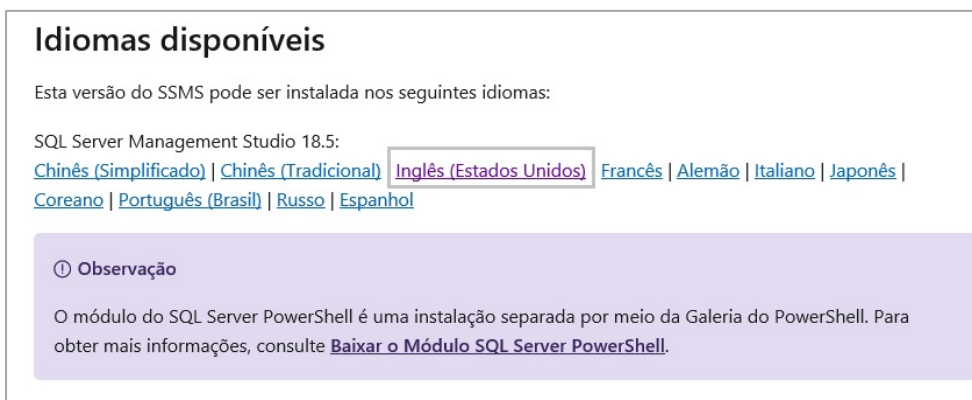 Idiomas disponíveis
Esta versão do SSMS pode ser instalada nos seguintes idiomas:
SQL Server Management Studio 18.5:
Chinês (Simplificado) | Chinês (Tradicional) Inglês (Estados Unidos) Francês | Alemão | Italiano | Japonês |
Coreano | Português (Brasil) | Russo | Espanhol
Observação
O módulo do SQL Server PowerShell é uma instalação separada por meio da Galeria do PowerShell. Para
obter mais informações, consulte Baixar o Módulo SQL Server PowerShell.